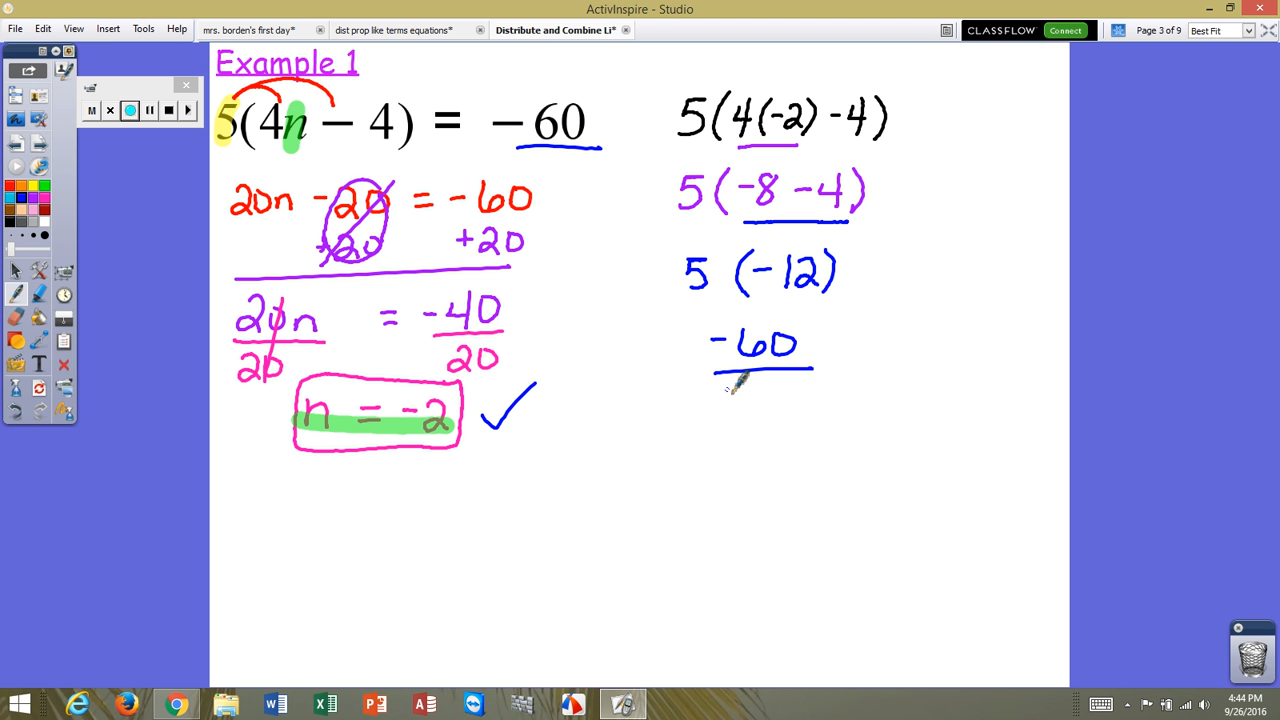 ActivInspire - Studio
File Edit View Insert Tools Help
mrs. borden's first day*
dist prop like terms equations*
Distribute and Combine Li*
CLASSFLOW Connect
Page 3 of 9
Best Fit
Example 1
5(4n − 4) = −60
20n -20 = -60
+20 +20
20n = -40
20 20
n = -2 ✓
5(4(-2) -4)
5(-8 -4)
5 (-12)
-60
M
T
4:44 PM
9/26/2016